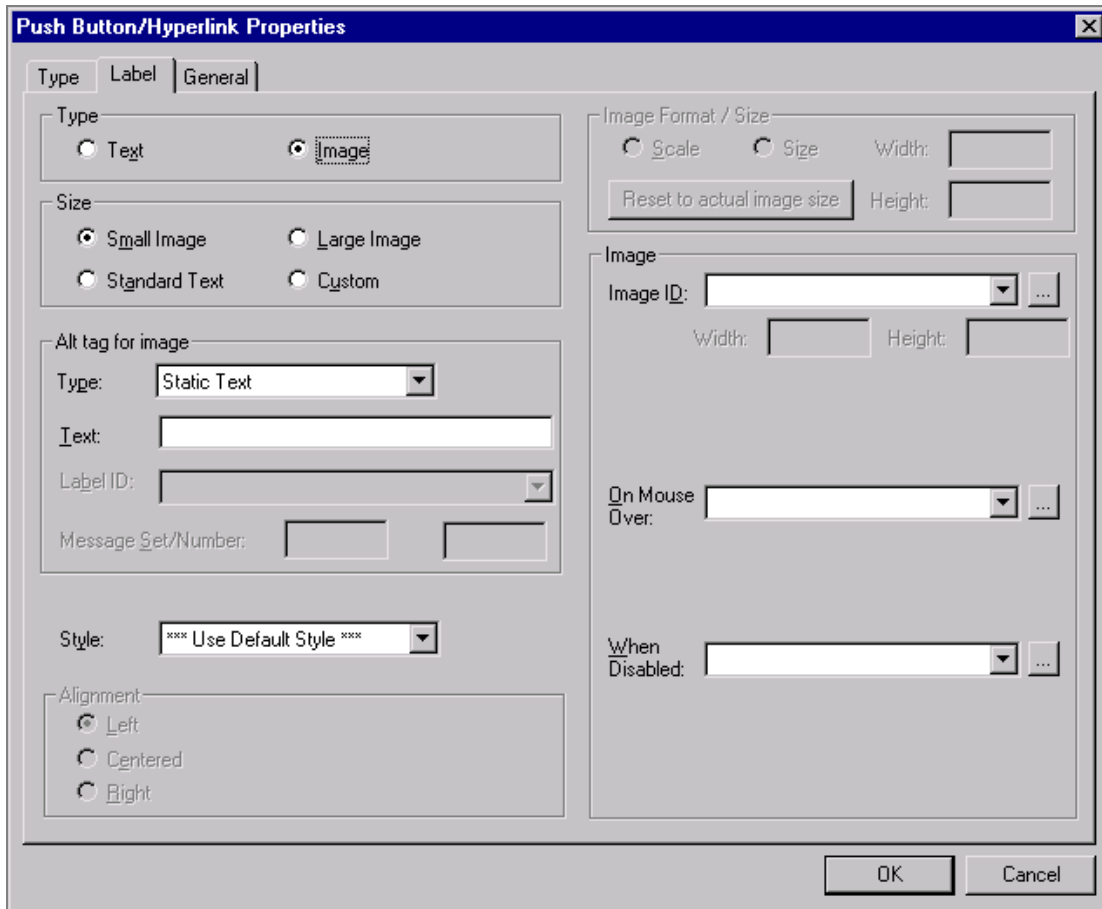 Push Button/Hyperlink Properties
Type Label General
Type
Text Image
Size
Small Image Large Image
Standard Text Custom
Alt tag for image
Type: Static Text
Text:
Label ID:
Message Set/Number:
Style: *** Use Default Style ***
Alignment
Left
Centered
Right
Image Format / Size
Scale Size Width:
Reset to actual image size Height:
Image
Image ID: ...
Width: Height:
On Mouse
Over: ...
When
Disabled: ...
OK Cancel